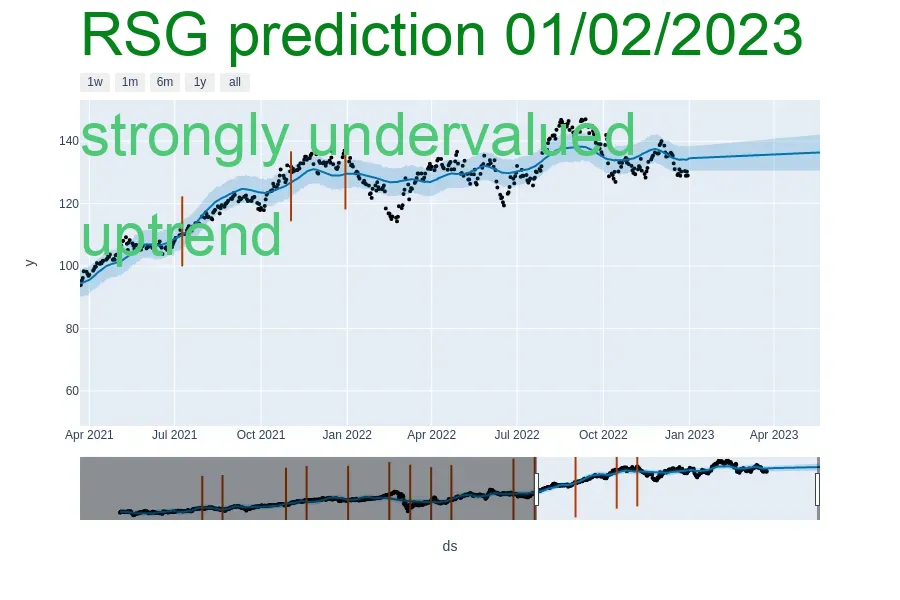 RSG prediction 01/02/2023
1w 1m 6m 1y all
strongly undervalued
uptrend
140
120
100
80
60
y
Apr 2021 Jul 2021 Oct 2021 Jan 2022 Apr 2022 Jul 2022 Oct 2022 Jan 2023 Apr 2023
ds